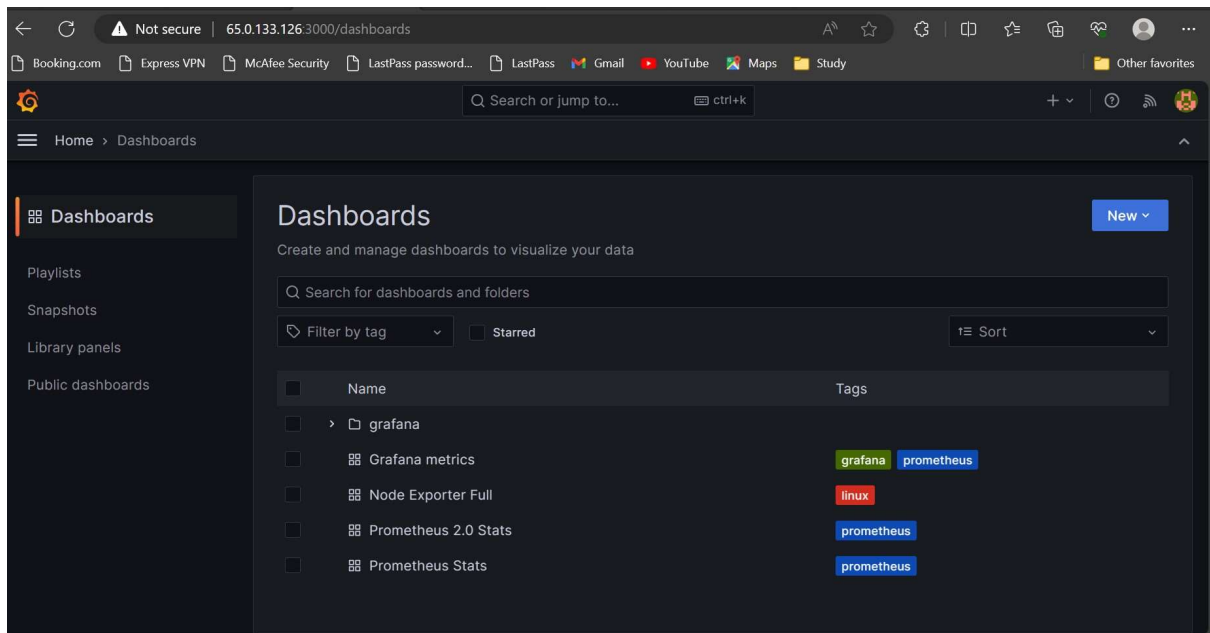 Not secure 65.0.133.126:3000/dashboards
Booking.com Express VPN McAfee Security LastPass password... LastPass Gmail YouTube Maps Study Other favorites
Search or jump to... ctrl+k
Home > Dashboards
Dashboards
Playlists
Snapshots
Library panels
Public dashboards
Dashboards
New
Create and manage dashboards to visualize your data
Search for dashboards and folders
Filter by tag Starred Sort
Name Tags
grafana
Grafana metrics grafana prometheus
Node Exporter Full linux
Prometheus 2.0 Stats prometheus
Prometheus Stats prometheus